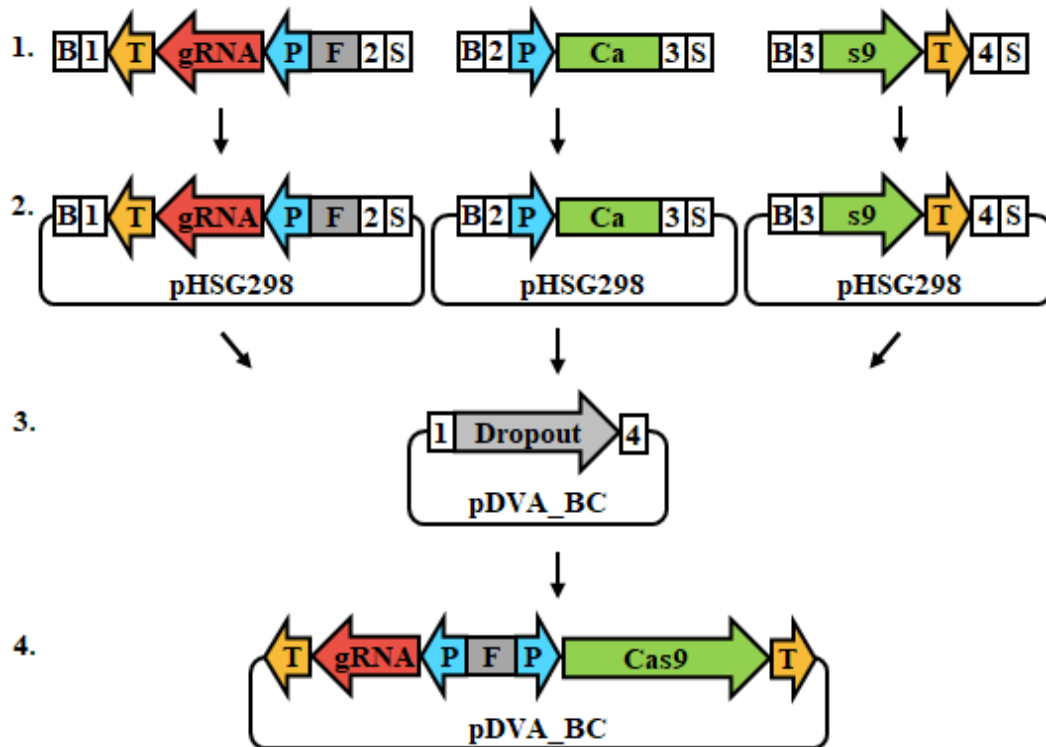 1. B 1 T gRNA P F 2 S B 2 P Ca 3 S B 3 s9 T 4 S
2. B 1 T gRNA P F 2 S B 2 P Ca 3 S B 3 s9 T 4 S
pHSG298 pHSG298 pHSG298
3. 1 Dropout 4
pDVA_BC
4. T gRNA P F P Cas9 T
pDVA_BC